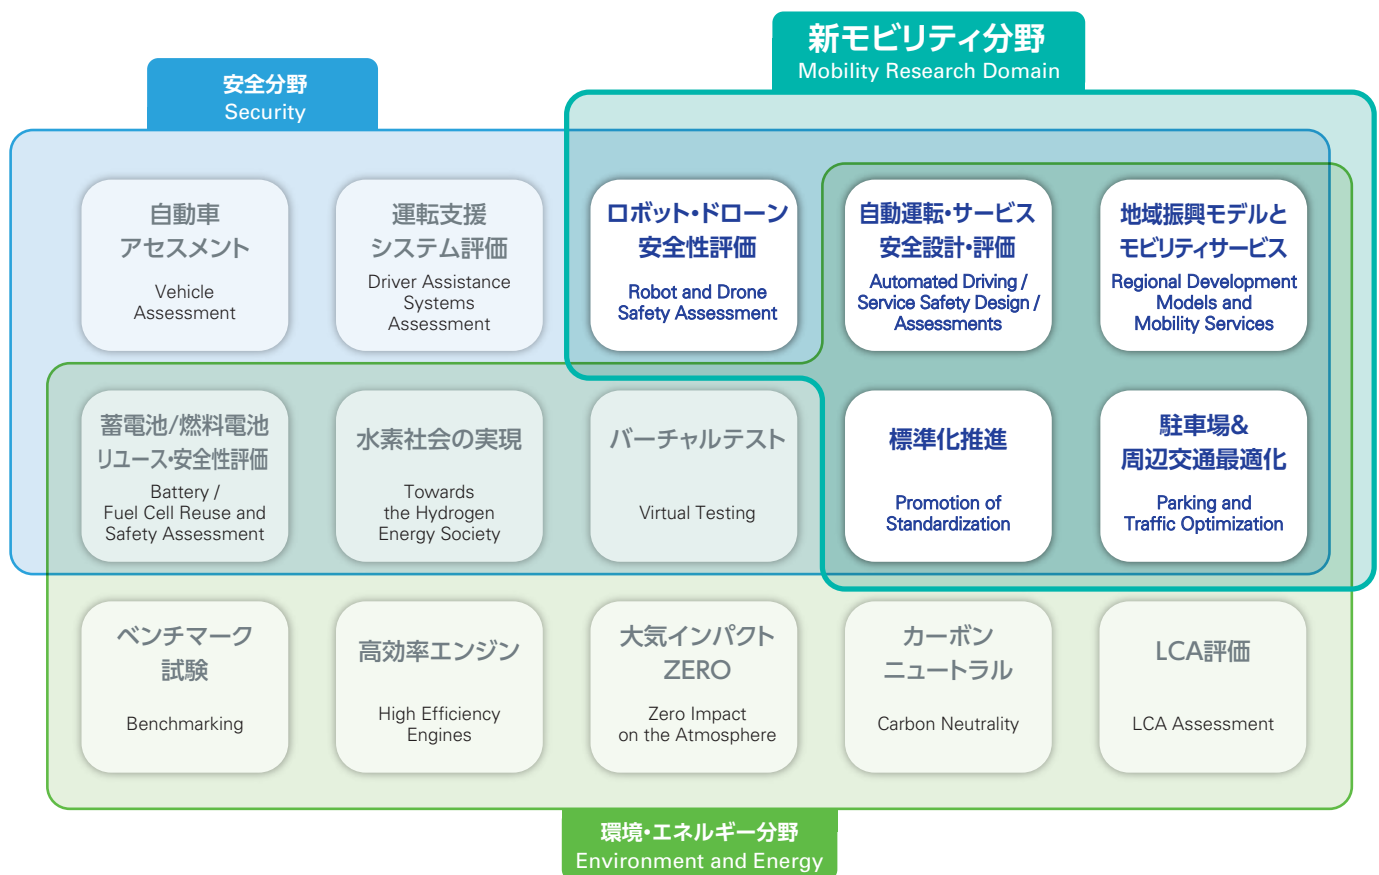 新モビリティ分野
Mobility Research Domain
安全分野
Security
自動車
アセスメント
Vehicle
Assessment
運転支援
システム評価
Driver Assistance
Systems
Assessment
ロボット・ドローン
安全性評価
Robot and Drone
Safety Assessment
自動運転・サービス
安全設計・評価
Automated Driving /
Service Safety Design /
Assessments
地域振興モデルと
モビリティサービス
Regional Development
Models and
Mobility Services
蓄電池/燃料電池
リユース・安全性評価
Battery /
Fuel Cell Reuse and
Safety Assessment
水素社会の実現
Towards
the Hydrogen
Energy Society
バーチャルテスト
Virtual Testing
標準化推進
Promotion of
Standardization
駐車場&
周辺交通最適化
Parking and
Traffic Optimization
ベンチマーク
試験
Benchmarking
高効率エンジン
High Efficiency
Engines
大気インパクト
ZERO
Zero Impact
on the Atmosphere
カーボン
ニュートラル
Carbon Neutrality
LCA評価
LCA Assessment
環境・エネルギー分野
Environment and Energy